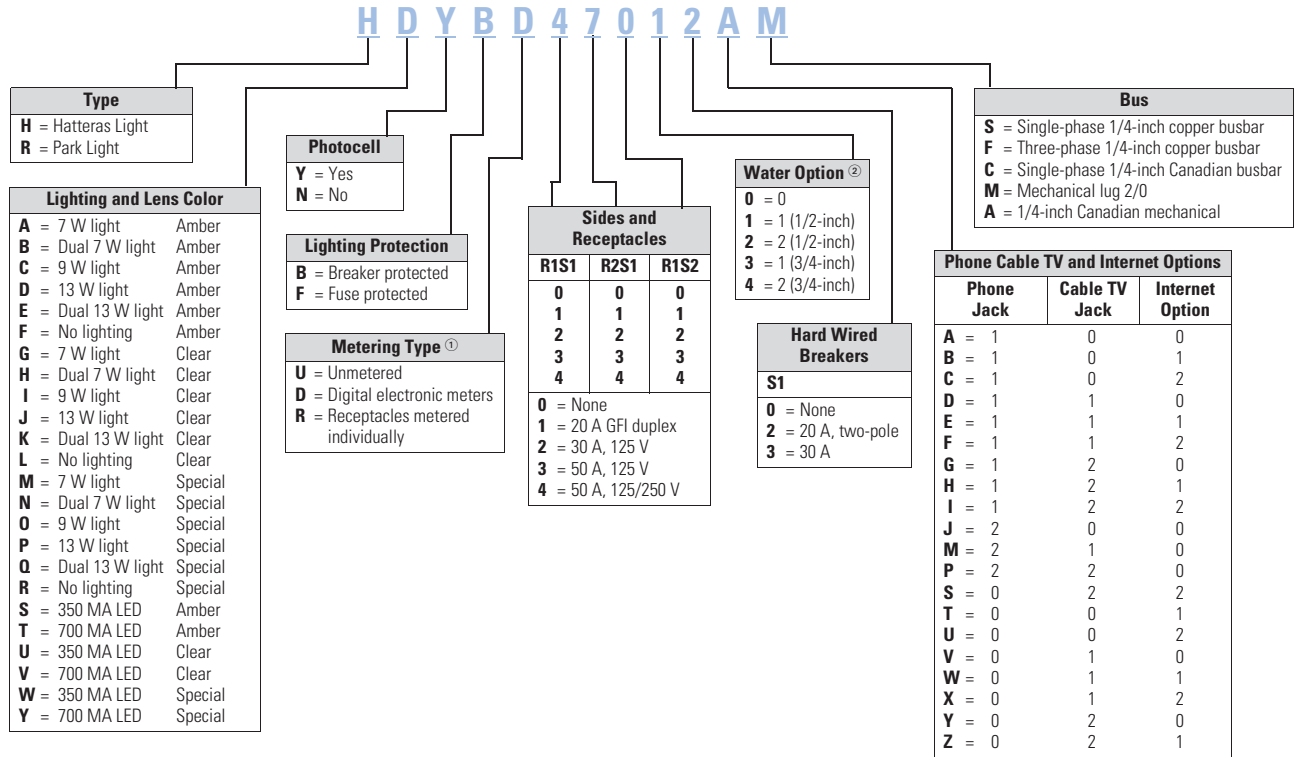 H D Y B D 4 7 0 1 2 A M
Type
H = Hatteras Light
R = Park Light
Lighting and Lens Color
A = 7 W light Amber
B = Dual 7 W light Amber
C = 9 W light Amber
D = 13 W light Amber
E = Dual 13 W light Amber
F = No lighting Amber
G = 7 W light Clear
H = Dual 7 W light Clear
I = 9 W light Clear
J = 13 W light Clear
K = Dual 13 W light Clear
L = No lighting Clear
M = 7 W light Special
N = Dual 7 W light Special
O = 9 W light Special
P = 13 W light Special
Q = Dual 13 W light Special
R = No lighting Special
S = 350 MA LED Amber
T = 700 MA LED Amber
U = 350 MA LED Clear
V = 700 MA LED Clear
W = 350 MA LED Special
Y = 700 MA LED Special
Photocell
Y = Yes
N = No
Lighting Protection
B = Breaker protected
F = Fuse protected
Metering Type ①
U = Unmetered
D = Digital electronic meters
R = Receptacles metered
individually
Sides and
Receptacles
R1S1 R2S1 R1S2
0 0 0
1 1 1
2 2 2
3 3 3
4 4 4
0 = None
1 = 20 A GFI duplex
2 = 30 A, 125 V
3 = 50 A, 125 V
4 = 50 A, 125/250 V
Water Option ②
0 = 0
1 = 1 (1/2-inch)
2 = 2 (1/2-inch)
3 = 1 (3/4-inch)
4 = 2 (3/4-inch)
Hard Wired
Breakers
S1
0 = None
2 = 20 A, two-pole
3 = 30 A
Bus
S = Single-phase 1/4-inch copper busbar
F = Three-phase 1/4-inch copper busbar
C = Single-phase 1/4-inch Canadian busbar
M = Mechanical lug 2/0
A = 1/4-inch Canadian mechanical
Phone Cable TV and Internet Options
Phone Cable TV Internet
Jack Jack Option
A = 1 0 0
B = 1 0 1
C = 1 0 2
D = 1 1 0
E = 1 1 1
F = 1 1 2
G = 1 2 0
H = 1 2 1
I = 1 2 2
J = 2 0 0
M = 2 1 0
P = 2 2 0
S = 0 2 2
T = 0 0 1
U = 0 0 2
V = 0 1 0
W = 0 1 1
X = 0 1 2
Y = 0 2 0
Z = 0 2 1